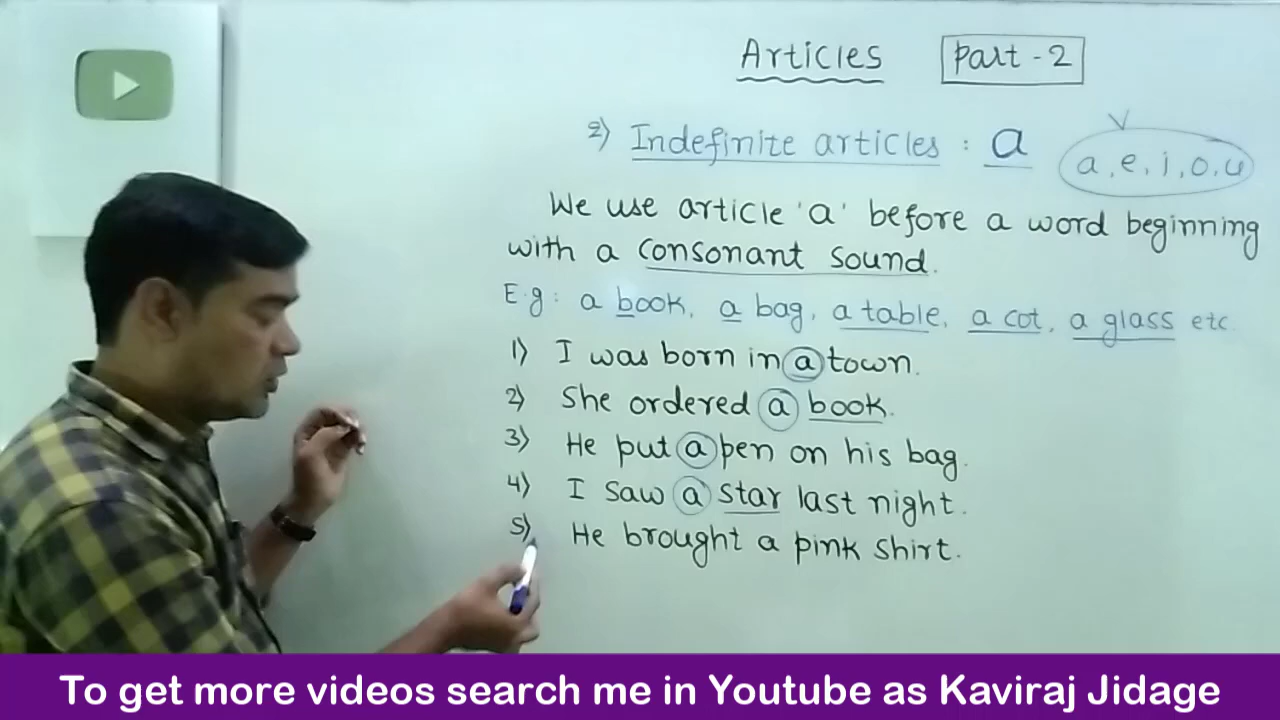 Articles Part - 2
2) Indefinite articles : a
a, e, i, o, u
We use article 'a' before a word beginning
with a consonant sound.
E.g: a book, a bag, a table, a cot, a glass etc.
1) I was born in a town.
2) She ordered a book.
3) He put a pen on his bag.
4) I saw a star last night.
5) He brought a pink shirt.
To get more videos search me in Youtube as Kaviraj Jidage